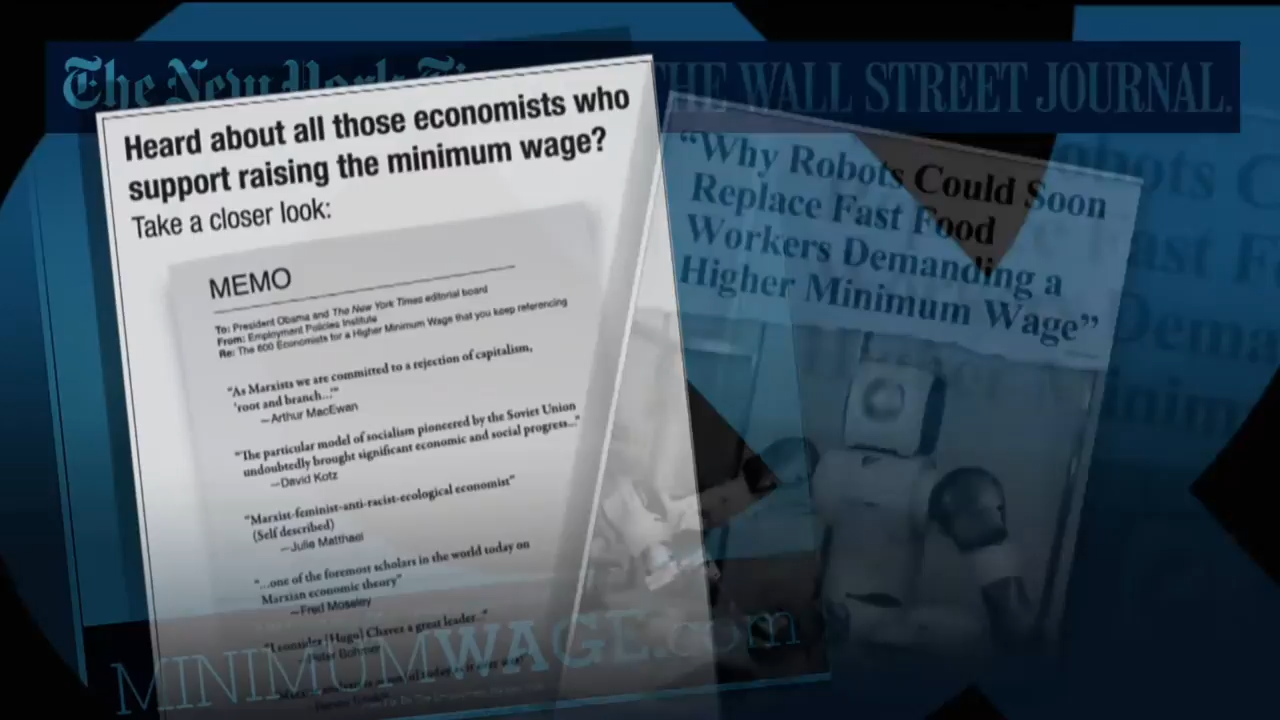 The New York Ti
THE WALL STREET JOURNAL.
Heard about all those economists who
support raising the minimum wage?
Take a closer look:
MEMO
To: President Obama and The New York Times editorial board
From: Employment Policies Institute
Re: The 600 Economists for a Higher Minimum Wage that you keep referencing
“As Marxists we are committed to a rejection of capitalism,
‘root and branch...’”
—Arthur MacEwan
“The particular model of socialism pioneered by the Soviet Union
undoubtedly brought significant economic and social progress...”
—David Kotz
“Marxist-feminist-anti-racist-ecological economist”
(Self described)
—Julie Matthaei
“...one of the foremost scholars in the world today on
Marxian economic theory”
—Fred Moseley
“I consider [Hugo] Chavez a great leader
Bohmer
“Why Robots Could Soon
Replace Fast Food
Workers Demanding a
Higher Minimum Wage”
obots C
Fast F
Dema
inim
MINIMUMWAGE.com